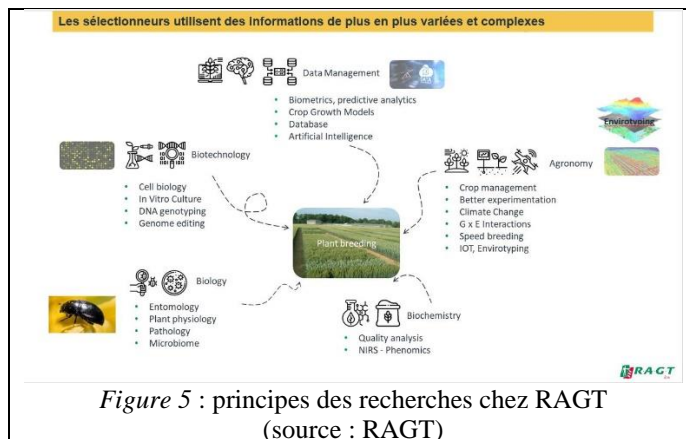 Les sélectionneurs utilisent des informations de plus en plus variées et complexes
Data Management
• Biometrics, predictive analytics
• Crop Growth Models
• Database
• Artificial Intelligence
Envirotyping
Biotechnology
• Cell biology
• In Vitro Culture
• DNA genotyping
• Genome editing
Agronomy
• Crop management
• Better experimentation
• Climate Change
• G x E Interactions
• Speed breeding
• IOT, Envirotyping
Plant breeding
Biology
• Entomology
• Plant physiology
• Pathology
• Microbiome
Biochemistry
• Quality analysis
• NIRS - Phenomics
RAGT
Figure 5 : principes des recherches chez RAGT
(source : RAGT)